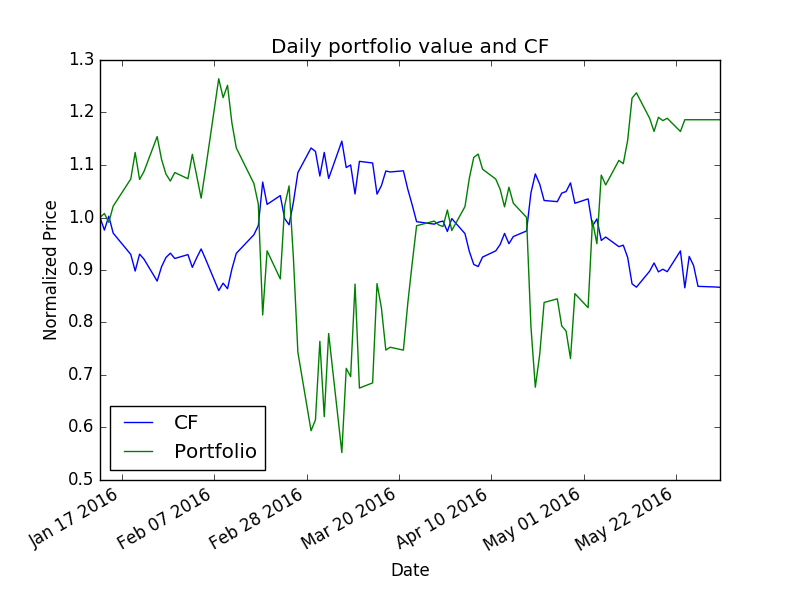 Daily portfolio value and CF
1.3
1.2
1.1
1.0
0.9
0.8
0.7
0.6
0.5
Normalized Price
CF
Portfolio
Jan 17 2016
Feb 07 2016
Feb 28 2016
Mar 20 2016
Apr 10 2016
May 01 2016
May 22 2016
Date